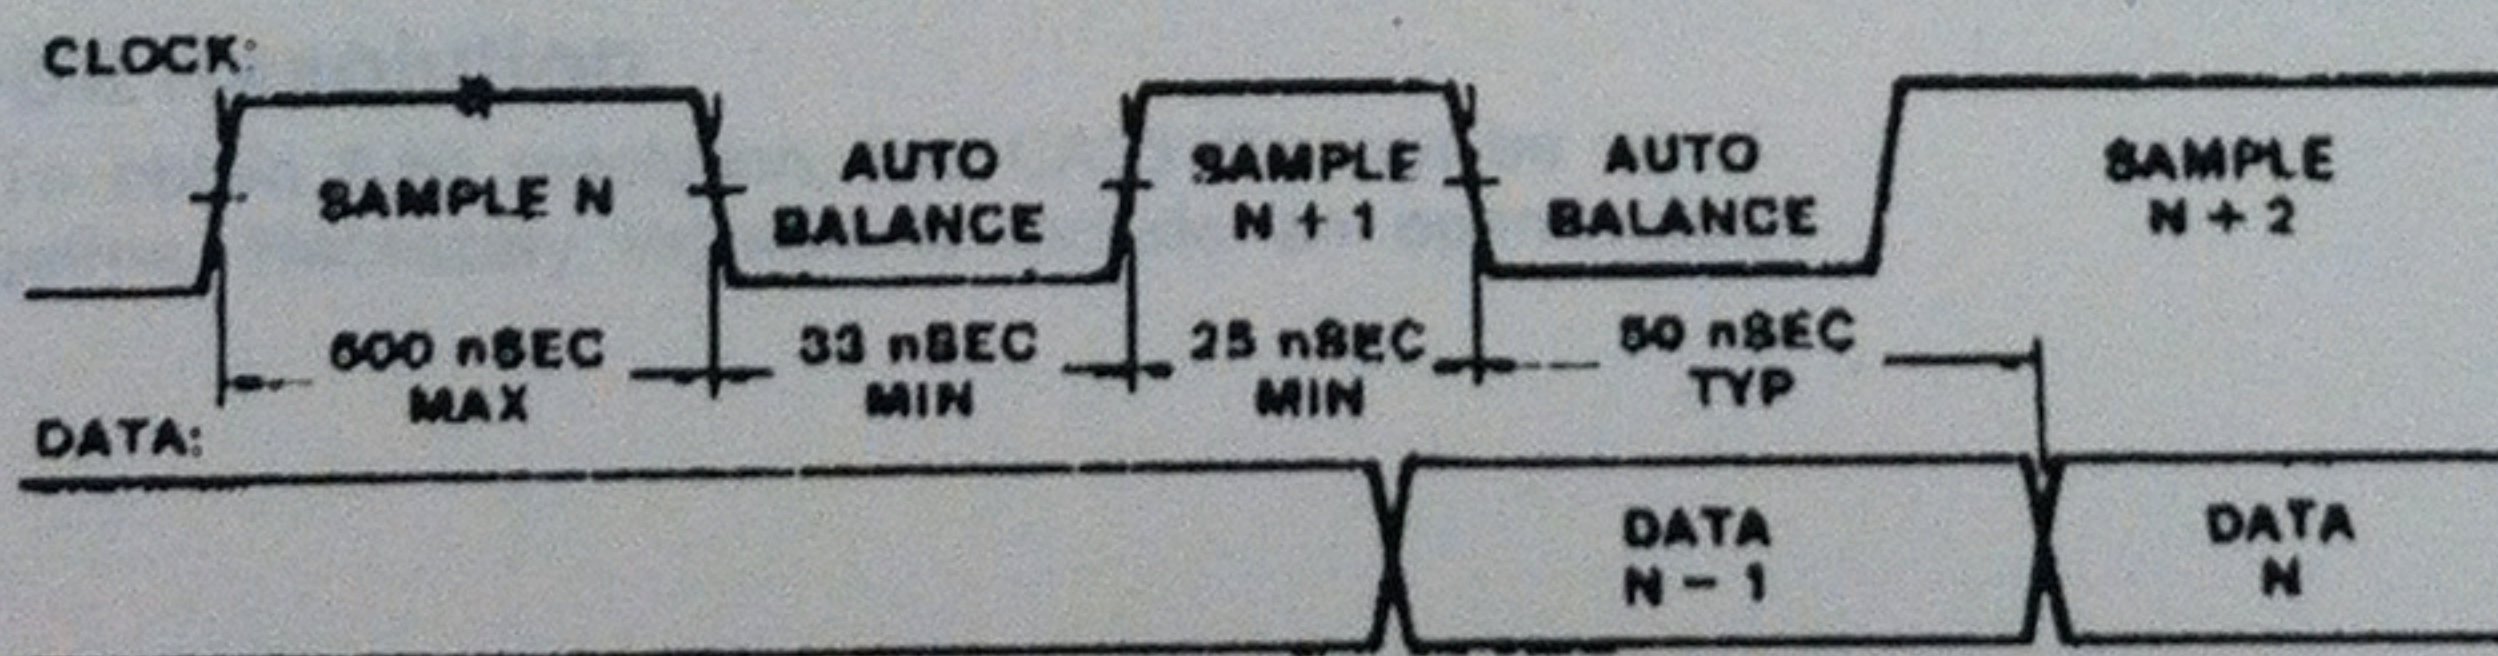 CLOCK:
SAMPLE N
AUTO
BALANCE
SAMPLE
N + 1
AUTO
BALANCE
SAMPLE
N + 2
nSEC
MAX
33 nSEC
MIN
25 nSEC
MIN
50 nSEC
TYP
DATA:
DATA
N - 1
DATA
N